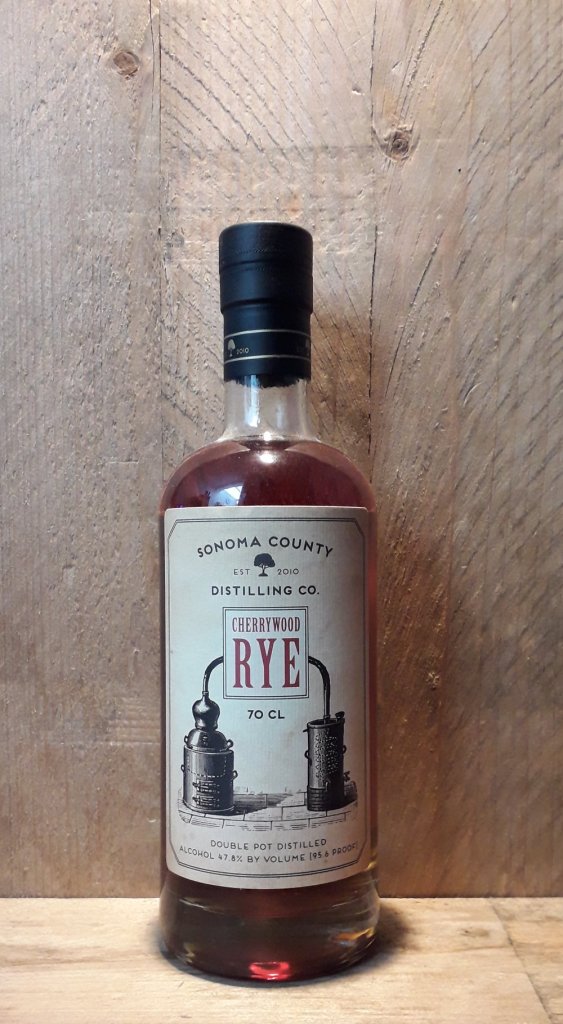 2010
SONOMA COUNTY
EST 2010
DISTILLING CO.
CHERRYWOOD
RYE
70 CL
DOUBLE POT DISTILLED
ALCOHOL 47.8% BY VOLUME (95.6 PROOF)